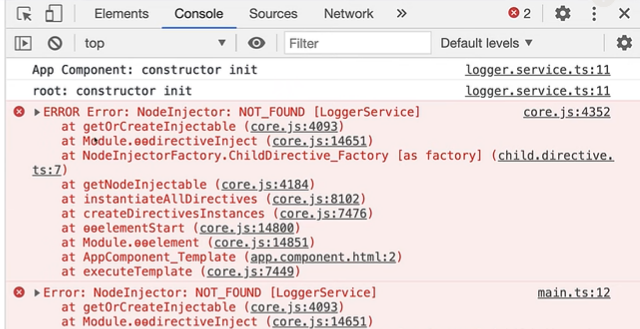 Elements Console Sources Network » 2
top Filter Default levels
App Component: constructor init logger.service.ts:11
root: constructor init logger.service.ts:11
ERROR Error: NodeInjector: NOT_FOUND [LoggerService] core.js:4352
at getOrCreateInjectable (core.js:4093)
at Module.ɵɵdirectiveInject (core.js:14651)
at NodeInjectorFactory.ChildDirective_Factory [as factory] (child.directive.
ts:7)
at getNodeInjectable (core.js:4184)
at instantiateAllDirectives (core.js:8102)
at createDirectivesInstances (core.js:7476)
at ɵɵelementStart (core.js:14800)
at Module.ɵɵelement (core.js:14851)
at AppComponent_Template (app.component.html:2)
at executeTemplate (core.js:7449)
Error: NodeInjector: NOT_FOUND [LoggerService] main.ts:12
at getOrCreateInjectable (core.js:4093)
at Module.ɵɵdirectiveInject (core.js:14651)